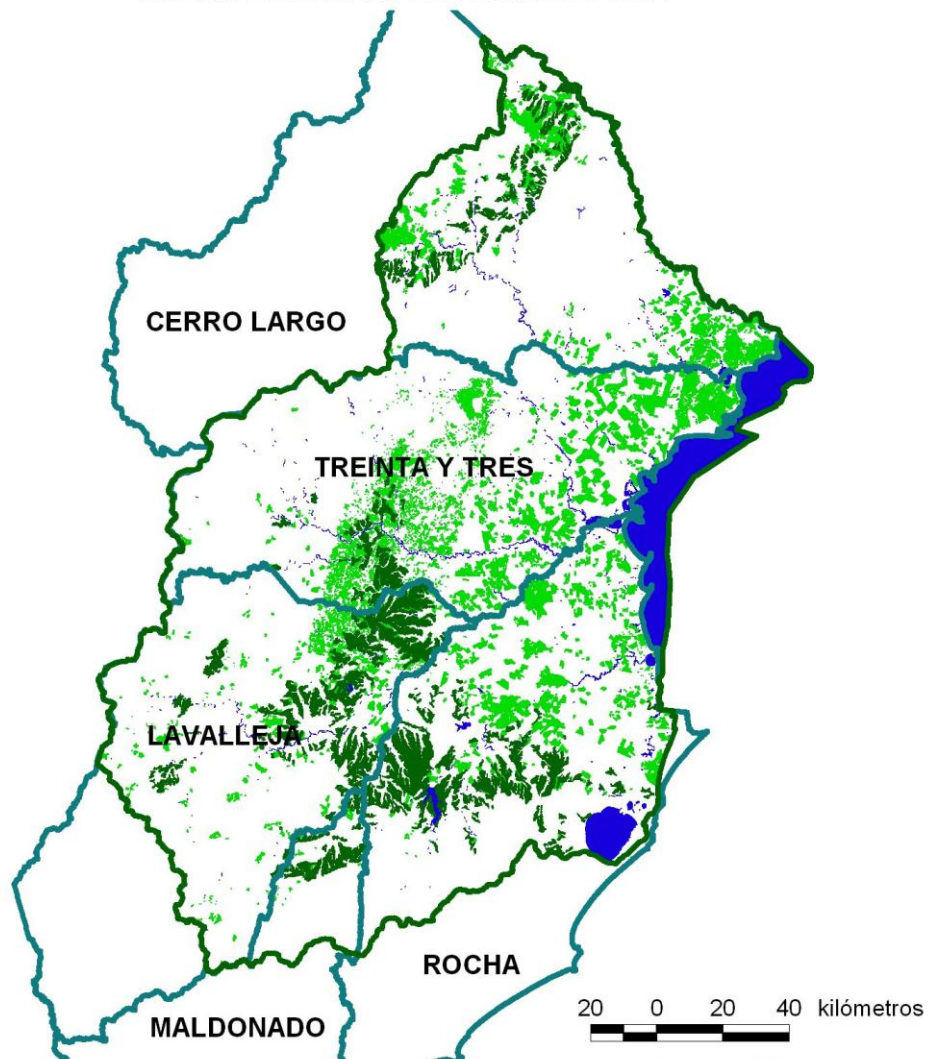 CERRO LARGO
TREINTA Y TRES
LAVALLEJA
ROCHA
MALDONADO
20 0 20 40 kilómetros